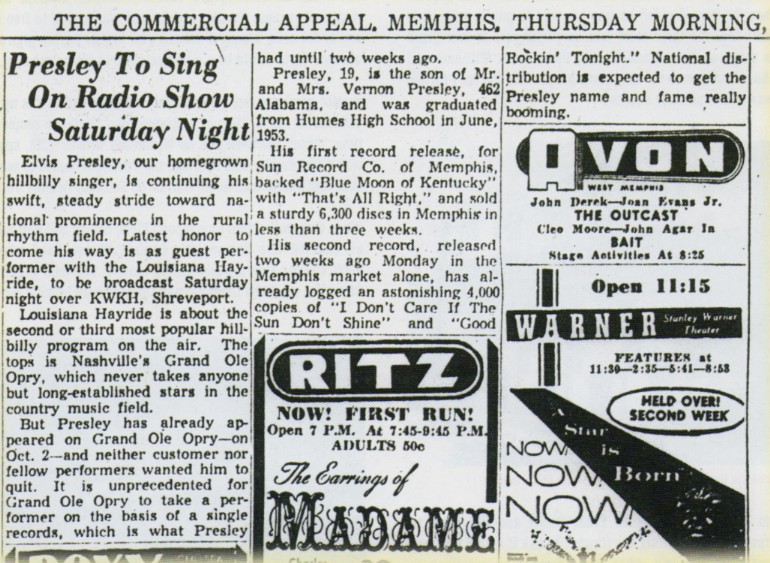 THE COMMERCIAL APPEAL, MEMPHIS, THURSDAY MORNING,
Presley To Sing
On Radio Show
Saturday Night
Elvis Presley, our homegrown
hillbilly singer, is continuing his
swift, steady stride toward na-
tional prominence in the rural
rhythm field. Latest honor to
come his way is as guest per-
former with the Louisiana Hay-
ride, to be broadcast Saturday
night over KWKH, Shreveport.
Louisiana Hayride is about the
second or third most popular hill-
billy program on the air. The
tops is Nashville's Grand Ole
Opry, which never takes anyone
but long-established stars in the
country music field.
But Presley has already ap-
peared on Grand Ole Opry—on
Oct. 2—and neither customer nor
fellow performers wanted him to
quit. It is unprecedented for
Grand Ole Opry to take a per-
former on the basis of a single
records, which is what Presley
had until two weeks ago.
Presley, 19, is the son of Mr.
and Mrs. Vernon Presley, 462
Alabama, and was graduated
from Humes High School in June,
1953.
His first record release, for
Sun Record Co. of Memphis,
backed "Blue Moon of Kentucky"
with "That's All Right," and sold
a sturdy 6,300 discs in Memphis in
less than three weeks.
His second record, released
two weeks ago Monday in the
Memphis market alone, has al-
ready logged an astonishing 4,000
copies of "I Don't Care If The
Sun Don't Shine" and "Good
Rockin' Tonight." National dis-
tribution is expected to get the
Presley name and fame really
booming.
RITZ
NOW! FIRST RUN!
Open 7 P.M. At 7:45-9:45 P.M.
ADULTS 50c
The Earrings of
MADAME
AVON
WEST MEMPHIS
John Derek—Joan Evans Jr.
THE OUTCAST
Cleo Moore—John Agar In
BAIT
Stage Activities At 8:25
Open 11:15
WARNER Stanley Warner
Theater
FEATURES at
11:30—2:35—5:41—8:53
HELD OVER!
SECOND WEEK
A
Star
is
Born
NOW!
NOW!
NOW!